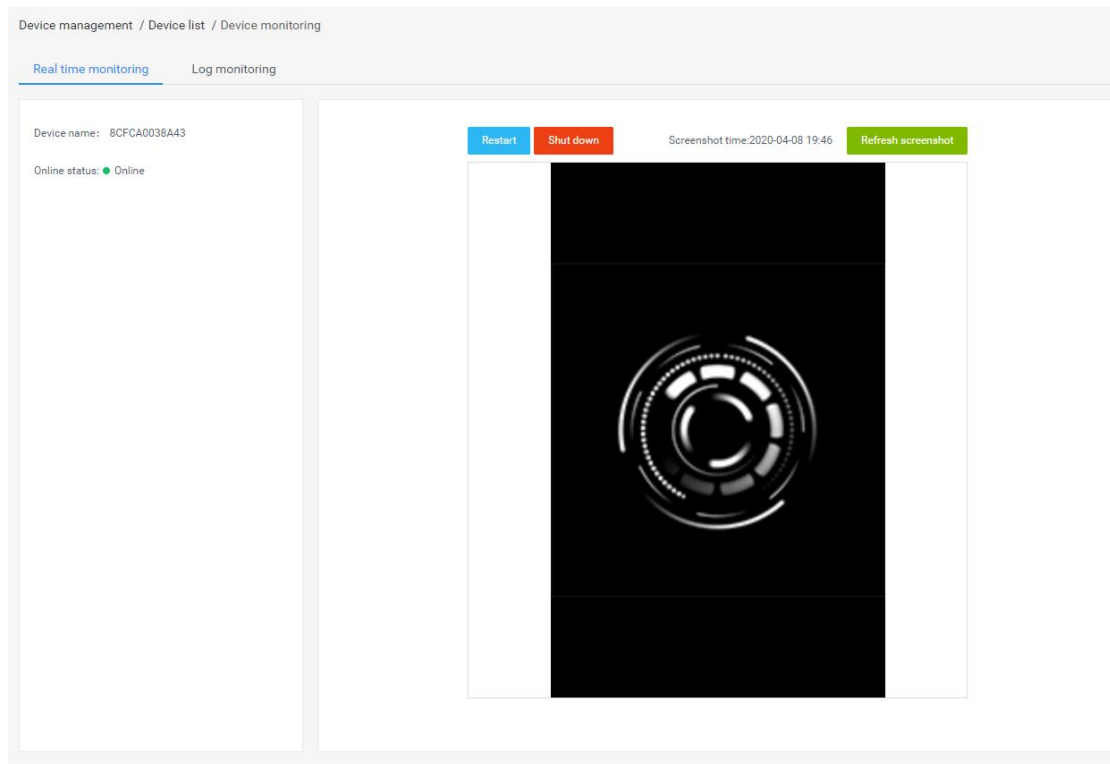 Device management / Device list / Device monitoring
Real time monitoring Log monitoring
Device name: 8CFCA0038A43
Online status: Online
Restart Shut down Screenshot time:2020-04-08 19:46 Refresh screenshot